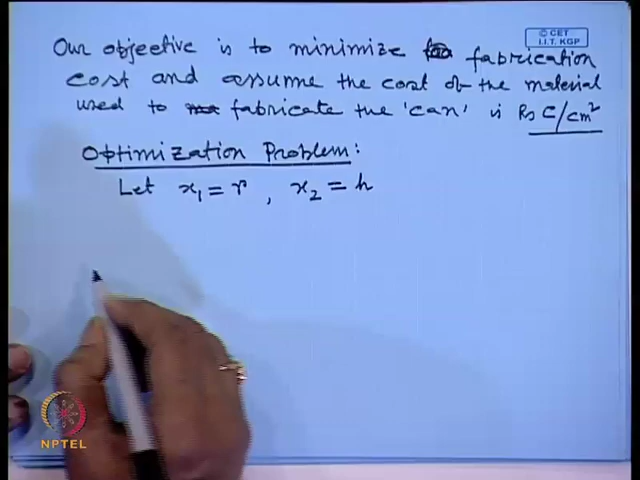 © CET
I.I.T. KGP
Our objective is to minimize fabrication
cost and assume the cost of the material
used to fabricate the 'can' is Rs C/cm²
Optimization Problem:
Let x₁ = r, x₂ = h
NPTEL